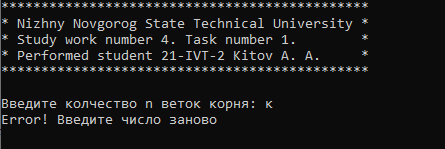 *********************************************
* Nizhny Novgorog State Technical University *
* Study work number 4. Task number 1. *
* Performed student 21-IVT-2 Kitov A. A. *
*********************************************
Введите колчество n веток корня: к
Error! Введите число заново